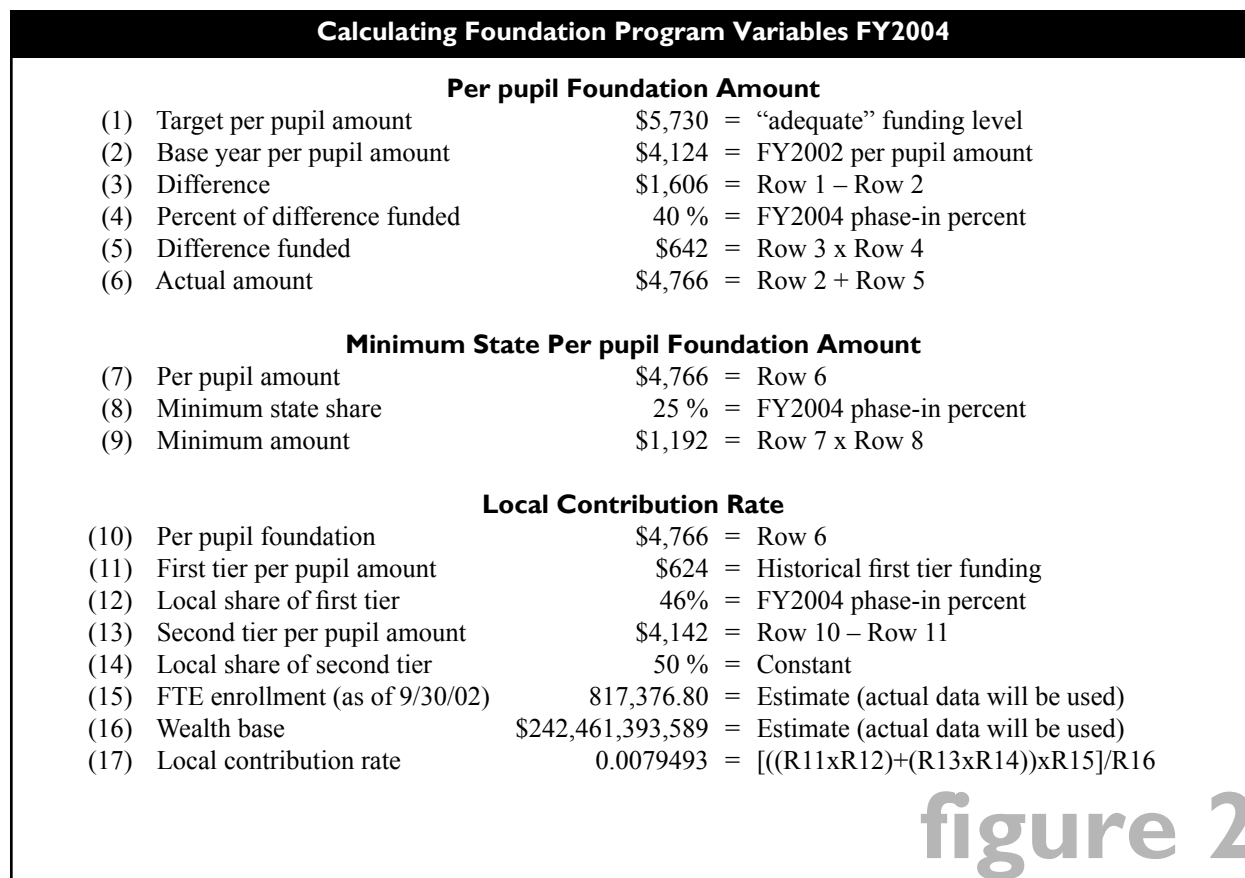 Calculating Foundation Program Variables FY2004
Per pupil Foundation Amount
(1) Target per pupil amount $5,730 = “adequate” funding level
(2) Base year per pupil amount $4,124 = FY2002 per pupil amount
(3) Difference $1,606 = Row 1 – Row 2
(4) Percent of difference funded 40 % = FY2004 phase-in percent
(5) Difference funded $642 = Row 3 x Row 4
(6) Actual amount $4,766 = Row 2 + Row 5
Minimum State Per pupil Foundation Amount
(7) Per pupil amount $4,766 = Row 6
(8) Minimum state share 25 % = FY2004 phase-in percent
(9) Minimum amount $1,192 = Row 7 x Row 8
Local Contribution Rate
(10) Per pupil foundation $4,766 = Row 6
(11) First tier per pupil amount $624 = Historical first tier funding
(12) Local share of first tier 46% = FY2004 phase-in percent
(13) Second tier per pupil amount $4,142 = Row 10 – Row 11
(14) Local share of second tier 50 % = Constant
(15) FTE enrollment (as of 9/30/02) 817,376.80 = Estimate (actual data will be used)
(16) Wealth base $242,461,393,589 = Estimate (actual data will be used)
(17) Local contribution rate 0.0079493 = [((R11xR12)+(R13xR14))xR15]/R16
figure 2